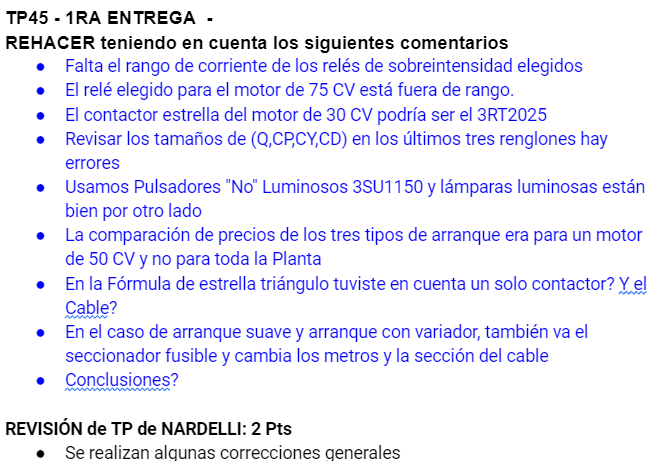 TP45 - 1RA ENTREGA  -
REHACER teniendo en cuenta los siguientes comentarios
● Falta el rango de corriente de los relés de sobreintensidad elegidos
● El relé elegido para el motor de 75 CV está fuera de rango.
● El contactor estrella del motor de 30 CV podría ser el 3RT2025
● Revisar los tamaños de (Q,CP,CY,CD) en los últimos tres renglones hay
errores
● Usamos Pulsadores "No" Luminosos 3SU1150 y lámparas luminosas están
bien por otro lado
● La comparación de precios de los tres tipos de arranque era para un motor
de 50 CV y no para toda la Planta
● En la Fórmula de estrella triángulo tuviste en cuenta un solo contactor? Y el
Cable?
● En el caso de arranque suave y arranque con variador, también va el
seccionador fusible y cambia los metros y la sección del cable
● Conclusiones?
REVISIÓN de TP de NARDELLI: 2 Pts
● Se realizan algunas correcciones generales